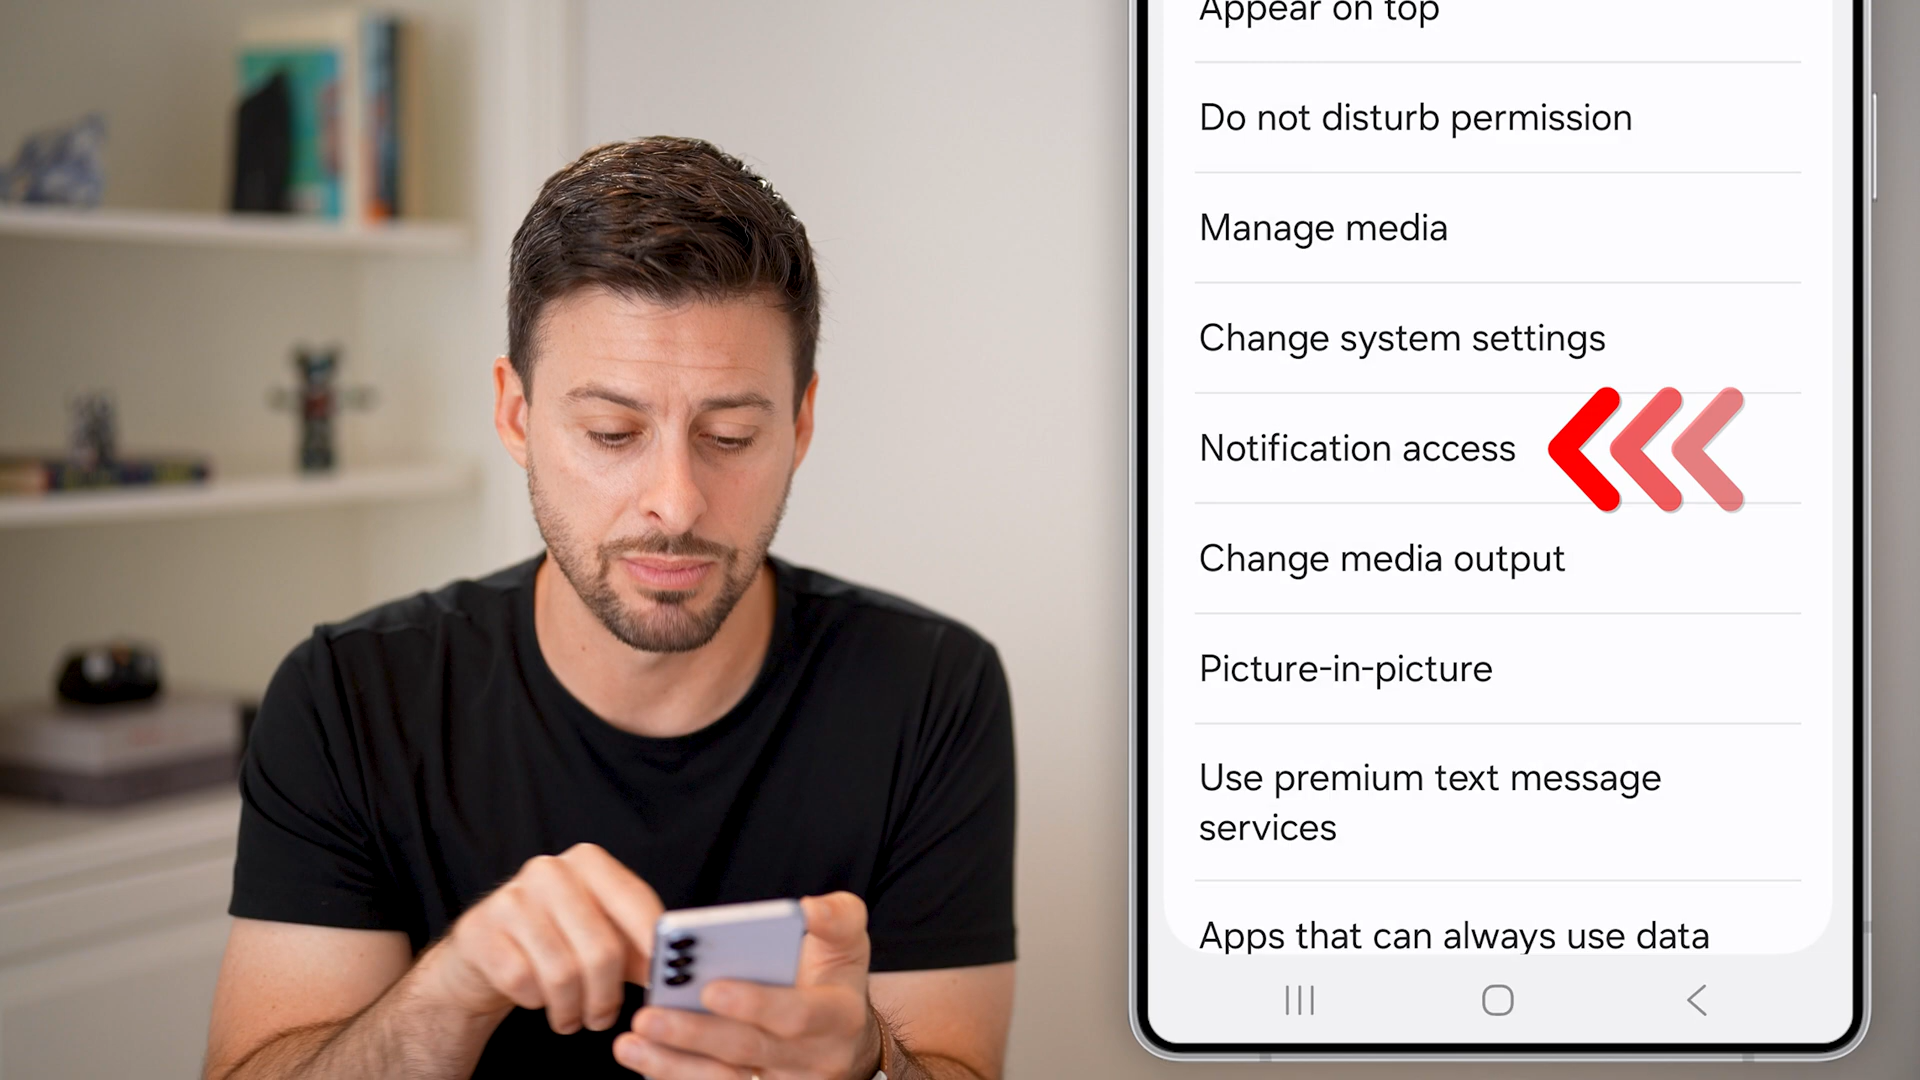 Appear on top
Do not disturb permission
Manage media
Change system settings
Notification access
Change media output
Picture-in-picture
Use premium text message
services
Apps that can always use data